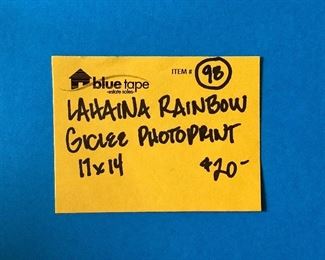 blue tape
-estate sales-
ITEM # 98
LAHAINA RAINBOW
GICLEE PHOTOPRINT
17x14 $20-